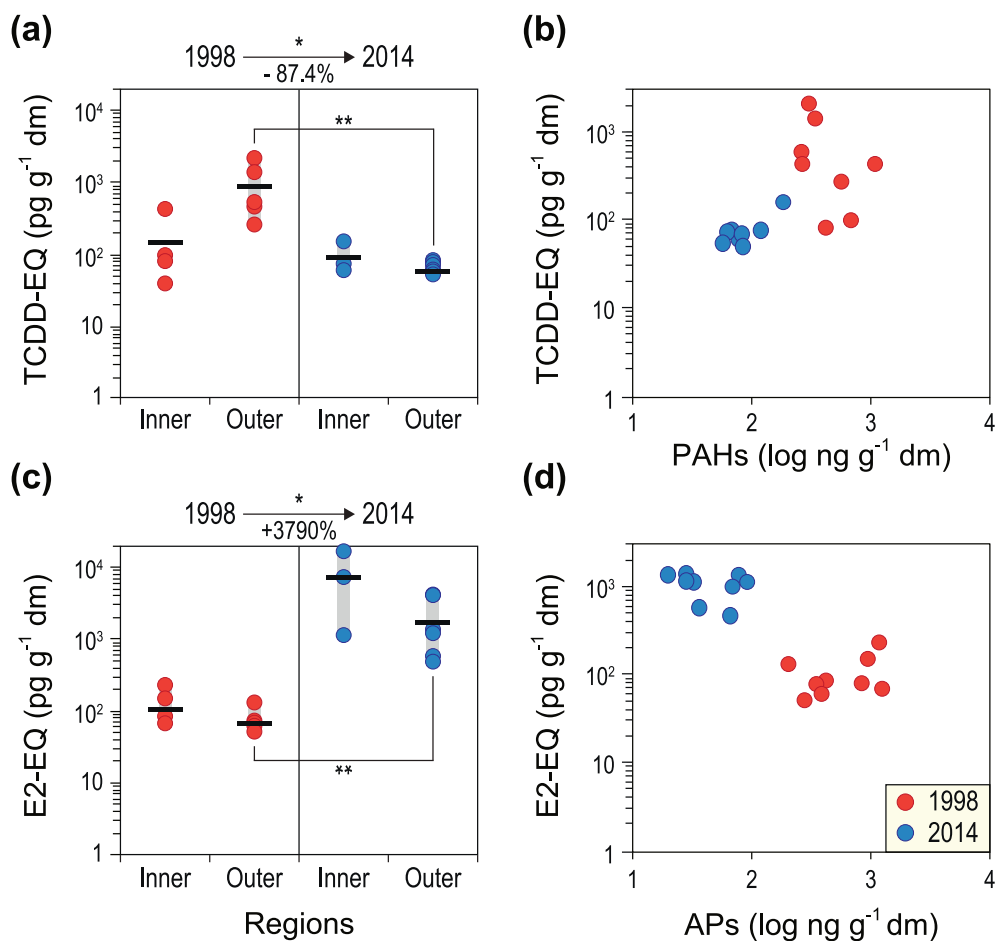 (a)
*
1998 2014
- 87.4%
TCDD-EQ (pg g⁻¹ dm)
10⁴
10³
10²
10
1
**
Inner Outer Inner Outer
(b)
TCDD-EQ (pg g⁻¹ dm)
10³
10²
10
1
1 2 3 4
PAHs (log ng g⁻¹ dm)
(c)
*
1998 2014
+3790%
E2-EQ (pg g⁻¹ dm)
10⁴
10³
10²
10
1
**
Inner Outer Inner Outer
Regions
(d)
E2-EQ (pg g⁻¹ dm)
10³
10²
10
1
1998
2014
1 2 3 4
APs (log ng g⁻¹ dm)